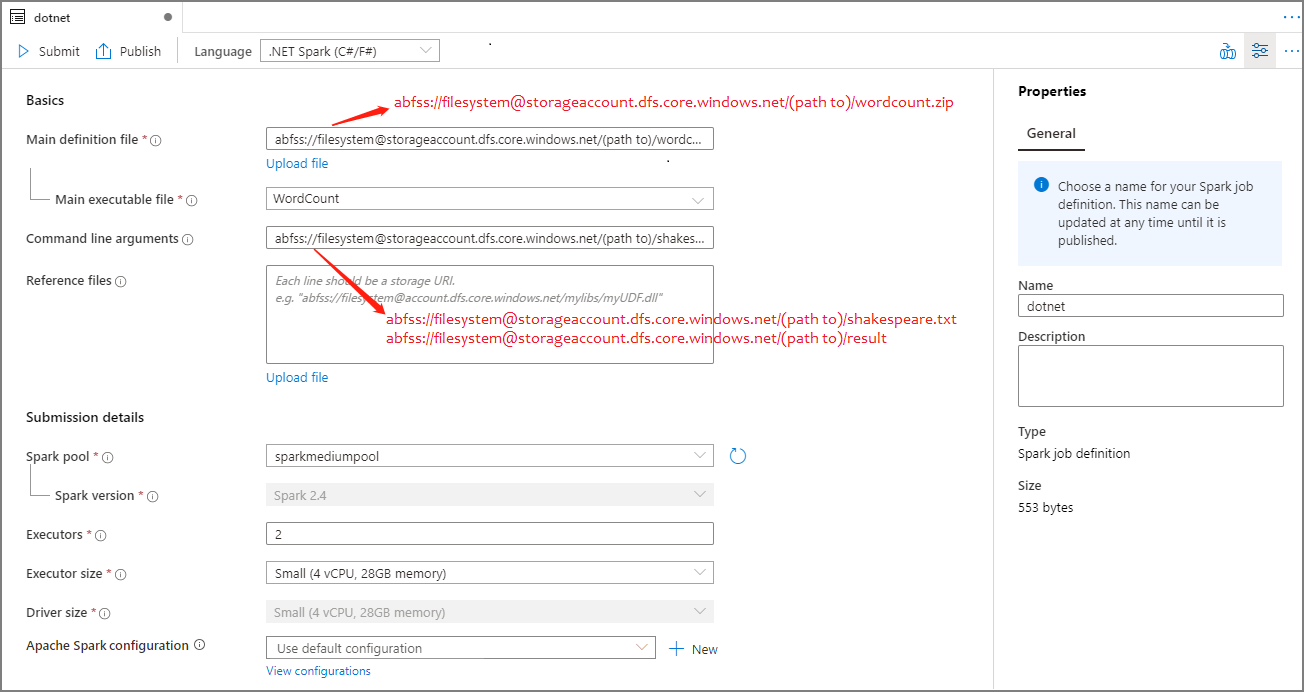 dotnet
Submit Publish Language .NET Spark (C#/F#)
Basics
abfss://filesystem@storageaccount.dfs.core.windows.net/(path to)/wordcount.zip
Main definition file * abfss://filesystem@storageaccount.dfs.core.windows.net/(path to)/wordc...
Upload file
Main executable file * WordCount
Command line arguments abfss://filesystem@storageaccount.dfs.core.windows.net/(path to)/shakes...
Reference files
Each line should be a storage URI.
e.g. "abfss://filesystem@account.dfs.core.windows.net/mylibs/myUDF.dll"
abfss://filesystem@storageaccount.dfs.core.windows.net/(path to)/shakespeare.txt
abfss://filesystem@storageaccount.dfs.core.windows.net/(path to)/result
Upload file
Submission details
Spark pool * sparkmediumpool
Spark version * Spark 2.4
Executors * 2
Executor size * Small (4 vCPU, 28GB memory)
Driver size * Small (4 vCPU, 28GB memory)
Apache Spark configuration Use default configuration New
View configurations
Properties
General
Choose a name for your Spark job
definition. This name can be
updated at any time until it is
published.
Name
dotnet
Description
Type
Spark job definition
Size
553 bytes